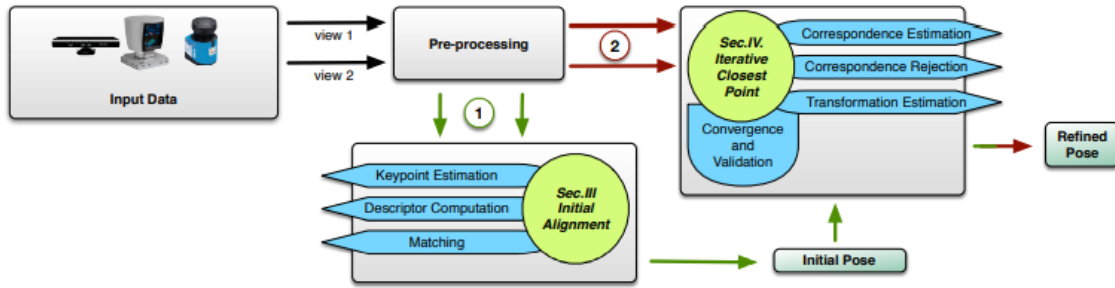 Input Data
view 1
view 2
Pre-processing
1
2
Sec.IV.
Iterative
Closest
Point
Correspondence Estimation
Correspondence Rejection
Transformation Estimation
Convergence
and
Validation
Keypoint Estimation
Descriptor Computation
Matching
Sec.III
Initial
Alignment
Initial Pose
Refined
Pose